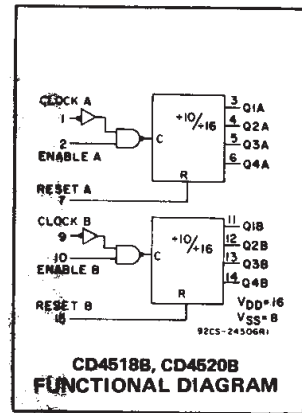 CLOCK A
1
2
ENABLE A
C
÷10/÷16
3 Q1A
4 Q2A
5 Q3A
6 Q4A
R
RESET A
7
CLOCK B
9
10
ENABLE B
C
÷10/÷16
11 Q1B
12 Q2B
13 Q3B
14 Q4B
R
RESET B
15
VDD=16
VSS=8
92CS-24506R1
CD4518B, CD4520B
FUNCTIONAL DIAGRAM